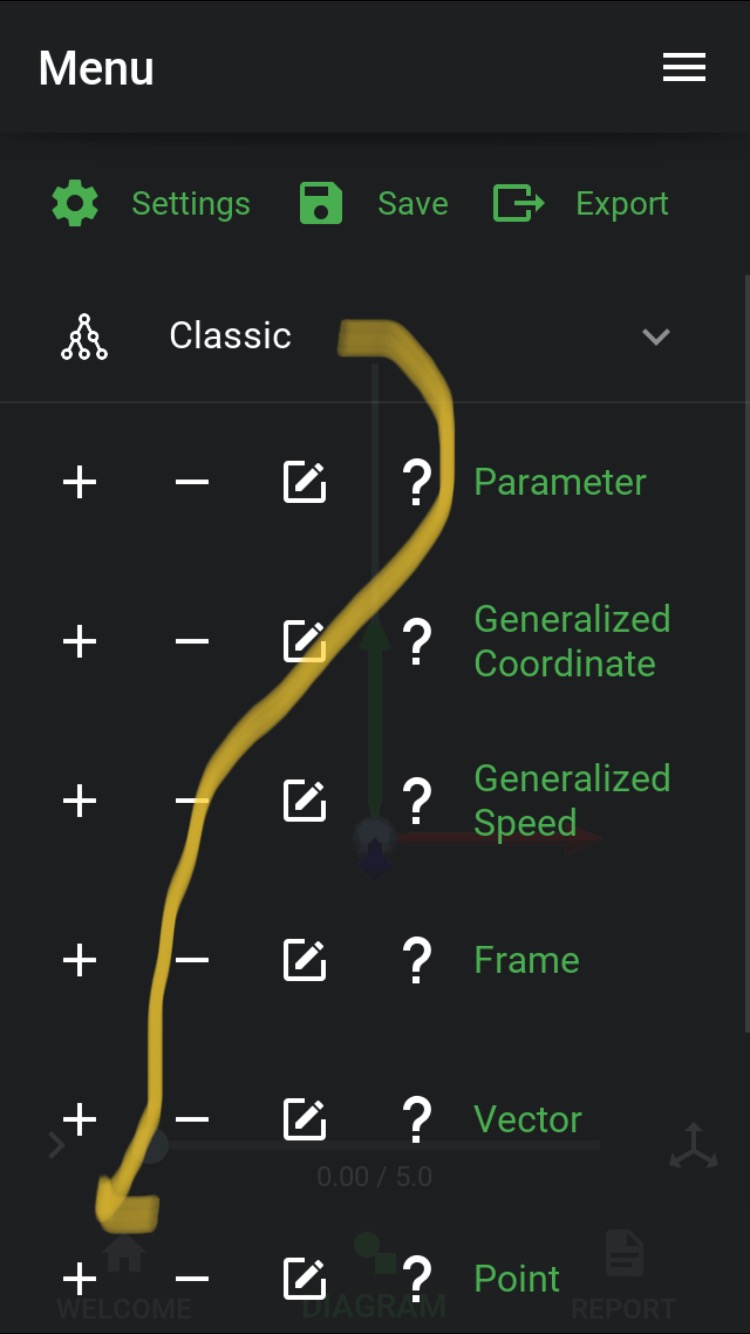 Menu
Settings Save Export
Classic
+ − ? Parameter
+ − ? Generalized
Coordinate
+ − ? Generalized
Speed
+ − ? Frame
+ − ? Vector
0.00 / 5.0
+ − ? Point
WELCOME DIAGRAM REPORT